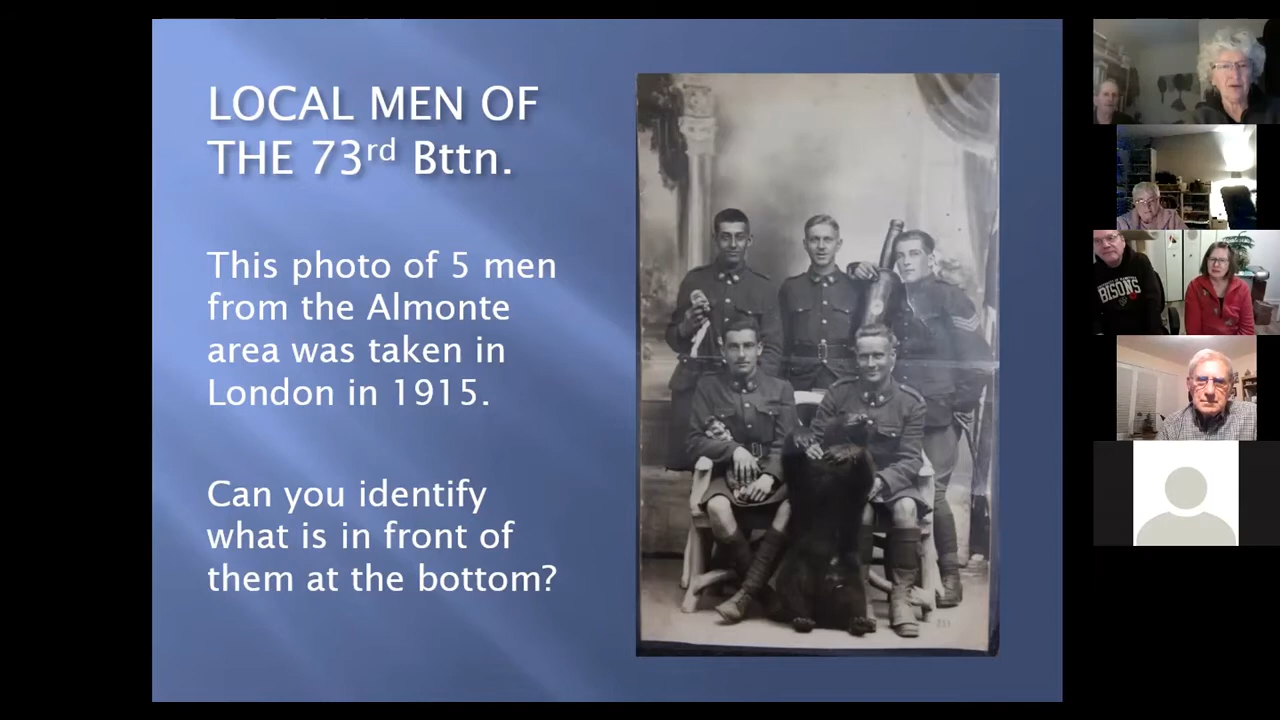 LOCAL MEN OF
THE 73rd Bttn.
This photo of 5 men
from the Almonte
area was taken in
London in 1915.
Can you identify
what is in front of
them at the bottom?
BISONS